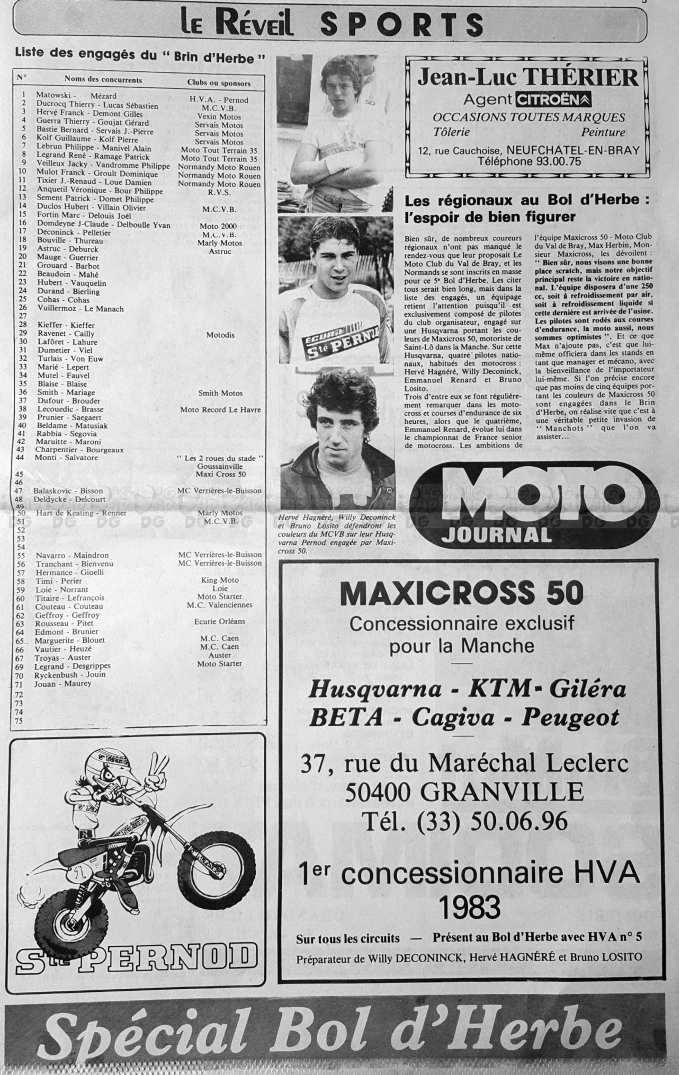 LE RÉVEIL SPORTS
Liste des engagés du " Brin d'Herbe "
N° Noms des concurrents Clubs ou sponsors
1 Matowski - Mézard H.V.A. - Pernod
2 Ducrocq Thierry - Lucas Sébastien M.C.V.B.
3 Hervé Franck - Demont Gilles Vexin Motos
4 Guerra Thierry - Goujat Gérard Servais Motos
5 Bastie Bernard - Servais J.-Pierre Servais Motos
6 Kolf Guillaume - Kolf Pierre Servais Motos
7 Lebrun Philippe - Manivel Alain Moto Tout Terrain 35
8 Legrand René - Ramage Patrick Moto Tout Terrain 35
9 Veilleux Jacky - Vandromme Philippe Normandy Moto Rouen
10 Mulot Franck - Groult Dominique Normandy Moto Rouen
11 Tixier J.-Renaud - Loue Damien Normandy Moto Rouen
12 Anquetil Véronique - Bour Philippe R.V.S.
13 Sement Patrick - Domet Philippe
14 Duclos Hubert - Villain Olivier M.C.V.B.
15 Fortin Marc - Delouis Joël
16 Domdeyne J-Claude - Delboulle Yvan Moto 2000
17 Deconinck - Pelletier M.C.V.B.
18 Bouville - Thureau Marly Motos
19 Astruc - Deburck Astruc
20 Mauge - Guerrier
21 Grouard - Barbot
22 Beaudoin - Mahé
23 Hubert - Vauquelin
24 Durand - Bierling
25 Cohas - Cohas
26 Vuillermoz - Le Manach
27
28 Kieffer - Kieffer
29 Ravenet - Cailly Motodis
30 Lafôret - Lahure
31 Dumetier - Viel
32 Turlais - Von Euw
33 Marié - Lepert
34 Mutel - Fauvel
35 Blaise - Blaise
36 Smith - Mariage Smith Motos
37 Dufour - Brouder
38 Lecouedic - Brasse Moto Record Le Havre
39 Prunier - Saegaert
40 Beldame - Matusiak
41 Rabbia - Segovia
42 Maruitte - Maroni
43 Charpentier - Bourgeaux
44 Monti - Salvatore " Les 2 roues du stade "
Goussainville
45 Maxi Cross 50
46
47 Balaskovic - Bisson MC Verrières-le-Buisson
48 Deldycke - Delcourt
49
50 Hart de Keating - Renner Marly Motos
51 M.C.V.B.
52
53
54
55 Navarro - Maindron MC Verrières-le-Buisson
56 Tranchant - Bienvenu MC Verrières-le-Buisson
57 Hermance - Gioelli
58 Timi - Perier King Moto
59 Loie - Norrant Loie
60 Titaire - Lefrançois Moto Starter
61 Couteau - Couteau M.C. Valenciennes
62 Geffroy - Geffroy
63 Rousseau - Pitet Ecurie Orléans
64 Edmont - Brunier
65 Marguerite - Blouet M.C. Caen
66 Vautier - Heuzé M.C. Caen
67 Troyas - Auster Auster
69 Legrand - Desgrippes Moto Starter
70 Ryckenbush - Jouin
71 Jouan - Maurey
72
73
74
75
ECURIE
Sté PERNOD
Hervé Hagnéré, Willy Deconinck
et Bruno Losito défendront les
couleurs du MCVB sur leur Husq-
varna Pernod engagée par Maxi-
cross 50.
Jean-Luc THÉRIER
Agent CITROËN
OCCASIONS TOUTES MARQUES
Tôlerie Peinture
12, rue Cauchoise, NEUFCHATEL-EN-BRAY
Téléphone 93.00.75
Les régionaux au Bol d'Herbe :
l'espoir de bien figurer
Bien sûr, de nombreux coureurs
régionaux n'ont pas manqué le
rendez-vous que leur proposait Le
Moto Club du Val de Bray, et les
Normands se sont inscrits en masse
pour ce 5e Bol d'Herbe. Les citer
tous serait bien long, mais dans la
liste des engagés, un équipage
retient l'attention puisqu'il est
exclusivement composé de pilotes
du club organisateur, engagé sur
une Husqvarna portant les cou-
leurs de Maxicross 50, motoriste de
Saint-Lô dans la Manche. Sur cette
Husqvarna, quatre pilotes natio-
naux, habitués des motocross :
Hervé Hagnéré, Willy Deconinck,
Emmanuel Renard et Bruno
Losito.
Trois d'entre eux se font régulière-
ment remarquer dans les moto-
cross et courses d'endurance de six
heures, alors que le quatrième,
Emmanuel Renard, évolue lui dans
le championnat de France senior
de motocross. Les ambitions de
l'équipe Maxicross 50 - Moto Club
du Val de Bray, Max Herbin, Mon-
sieur Maxicross, les dévoilent :
" Bien sûr, nous visons une bonne
place scratch, mais notre objectif
principal reste la victoire en natio-
nal. L'équipe disposera d'une 250
cc, soit à refroidissement par air,
soit à refroidissement liquide si
cette dernière est arrivée de l'usine.
Les pilotes sont rodés aux courses
d'endurance, la moto aussi, nous
sommes optimistes ". Et ce que
Max n'ajoute pas, c'est que lui-
même officiera dans les stands en
tant que manager et mécano, avec
la bienveillance de l'importateur
lui-même. Si l'on précise encore
que pas moins de cinq équipes por-
tant les couleurs de Maxicross 50
sont engagées dans le Brin
d'Herbe, on réalise vite que c'est à
une véritable petite invasion de
" Manchots " que l'on va
assister...
MOTO
JOURNAL
MAXICROSS 50
Concessionnaire exclusif
pour la Manche
Husqvarna - KTM - Giléra
BETA - Cagiva - Peugeot
37, rue du Maréchal Leclerc
50400 GRANVILLE
Tél. (33) 50.06.96
1er concessionnaire HVA
1983
Sur tous les circuits — Présent au Bol d'Herbe avec HVA n° 5
Préparateur de Willy DECONINCK, Hervé HAGNÉRÉ et Bruno LOSITO
Sté PERNOD
Spécial Bol d'Herbe